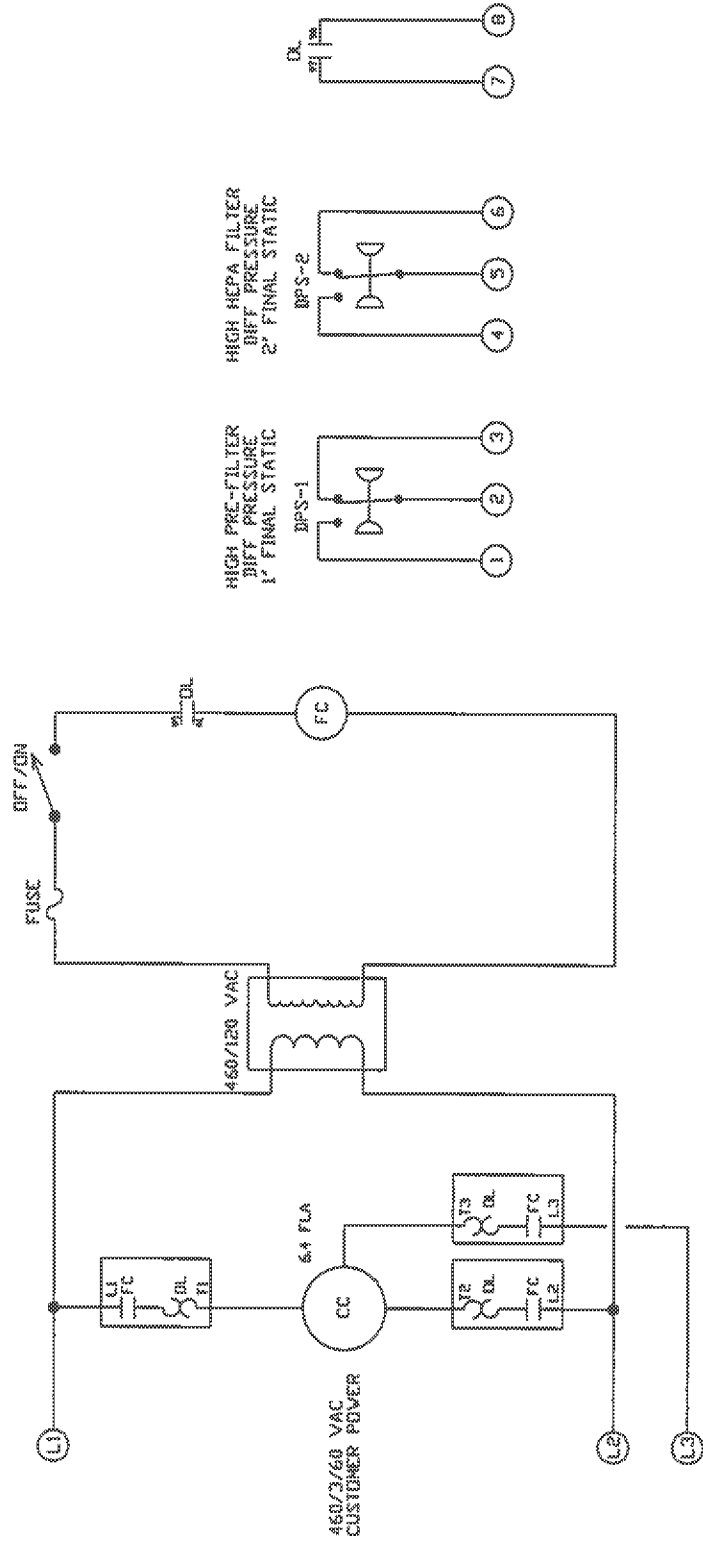 L1
L1
FC
OL
T1
460/3/60 VAC
CUSTOMER POWER
CC
6.4 FLA
T2
OL
FC
L2
T3
OL
FC
L3
L2
L3
460/120 VAC
FUSE
OFF/ON
OL
FC
HIGH PRE-FILTER
DIFF PRESSURE
1" FINAL STATIC
DPS-1
1
2
3
HIGH HEPA FILTER
DIFF PRESSURE
2" FINAL STATIC
DPS-2
4
5
6
OL
7
8